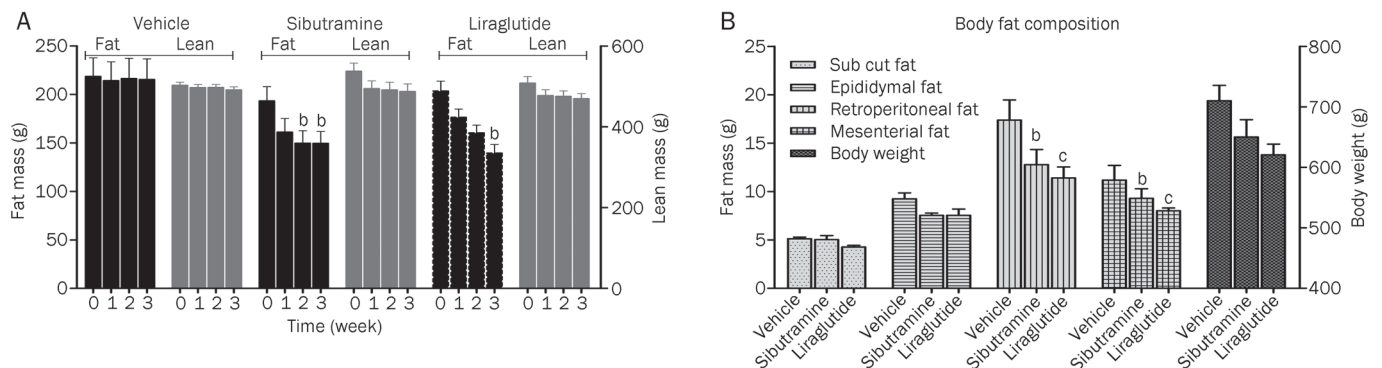 A
Vehicle
Sibutramine
Liraglutide
Fat
Lean
Fat
Lean
Fat
Lean
250
200
150
100
50
0
Fat mass (g)
600
400
200
0
Lean mass (g)
b
b
b
0 1 2 3
0 1 2 3
0 1 2 3
0 1 2 3
0 1 2 3
0 1 2 3
Time (week)
B
Body fat composition
25
20
15
10
5
0
Fat mass (g)
800
700
600
500
400
Body weight (g)
Sub cut fat
Epididymal fat
Retroperitoneal fat
Mesenterial fat
Body weight
b
c
b
c
Vehicle
Sibutramine
Liraglutide
Vehicle
Sibutramine
Liraglutide
Vehicle
Sibutramine
Liraglutide
Vehicle
Sibutramine
Liraglutide
Vehicle
Sibutramine
Liraglutide